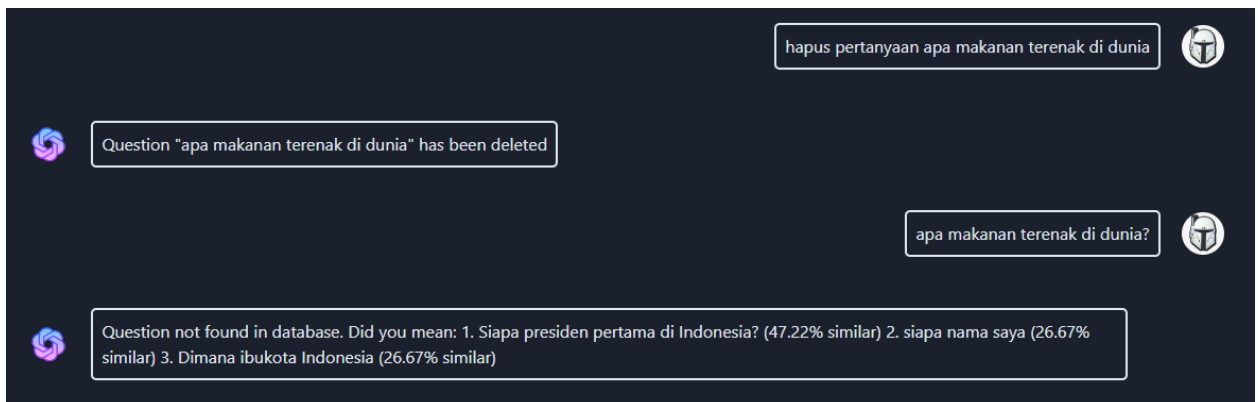 hapus pertanyaan apa makanan terenak di dunia
Question "apa makanan terenak di dunia" has been deleted
apa makanan terenak di dunia?
Question not found in database. Did you mean: 1. Siapa presiden pertama di Indonesia? (47.22% similar) 2. siapa nama saya (26.67%
similar) 3. Dimana ibukota Indonesia (26.67% similar)